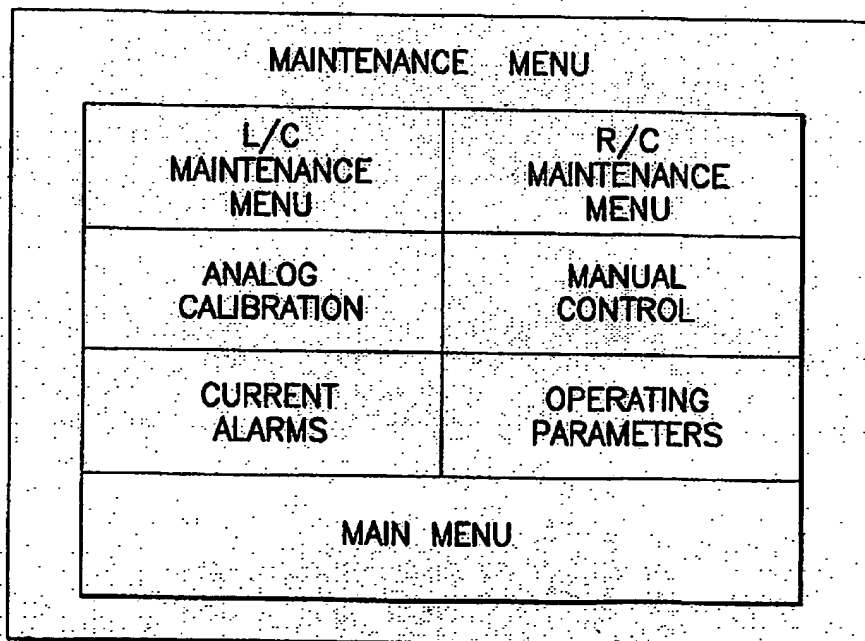 MAINTENANCE MENU
L/C
MAINTENANCE
MENU
R/C
MAINTENANCE
MENU
ANALOG
CALIBRATION
MANUAL
CONTROL
CURRENT
ALARMS
OPERATING
PARAMETERS
MAIN MENU